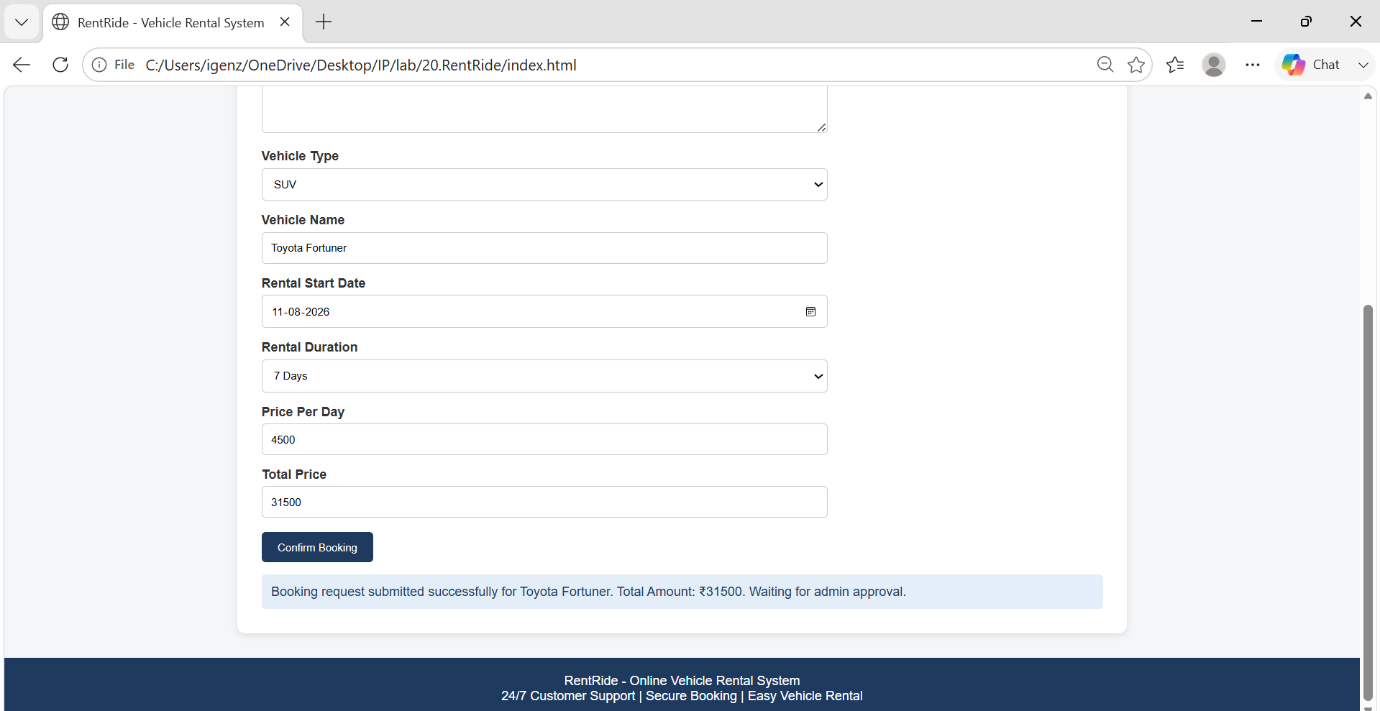 RentRide - Vehicle Rental System
File C:/Users/igenz/OneDrive/Desktop/IP/lab/20.RentRide/index.html
Chat
Vehicle Type
SUV
Vehicle Name
Toyota Fortuner
Rental Start Date
11-08-2026
Rental Duration
7 Days
Price Per Day
4500
Total Price
31500
Confirm Booking
Booking request submitted successfully for Toyota Fortuner. Total Amount: ₹31500. Waiting for admin approval.
RentRide - Online Vehicle Rental System
24/7 Customer Support | Secure Booking | Easy Vehicle Rental